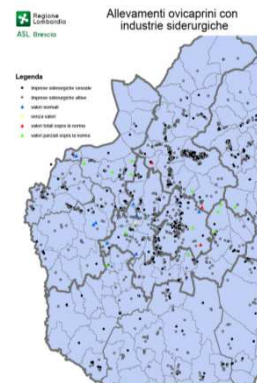 Regione
Lombardia
ASL Brescia
Allevamenti ovicaprini con
industrie siderurgiche
Legenda
imprese siderurgiche cessate
imprese siderurgiche attive
valori normali
senza valori
valori totali sopra la norma
valori parziali sopra la norma